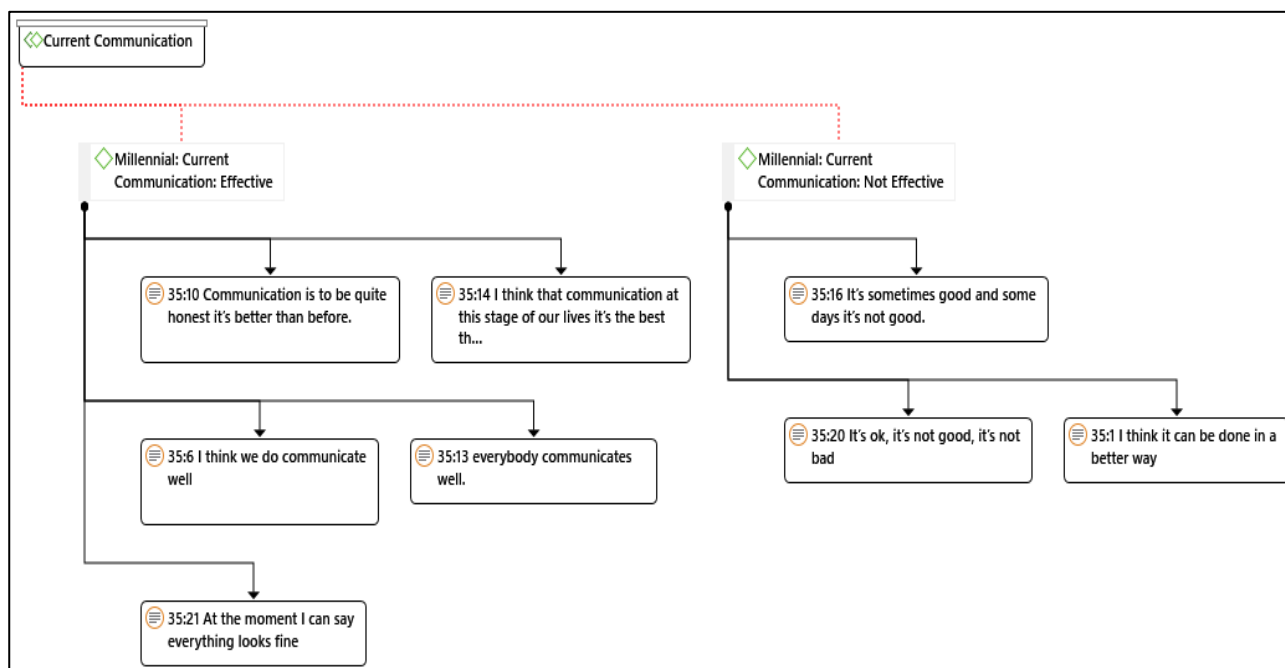 Current Communication
Millennial: Current
Communication: Effective
Millennial: Current
Communication: Not Effective
35:10 Communication is to be quite
honest it's better than before.
35:14 I think that communication at
this stage of our lives it's the best
th...
35:16 It's sometimes good and some
days it's not good.
35:6 I think we do communicate
well
35:13 everybody communicates
well.
35:20 It's ok, it's not good, it's not
bad
35:1 I think it can be done in a
better way
35:21 At the moment I can say
everything looks fine